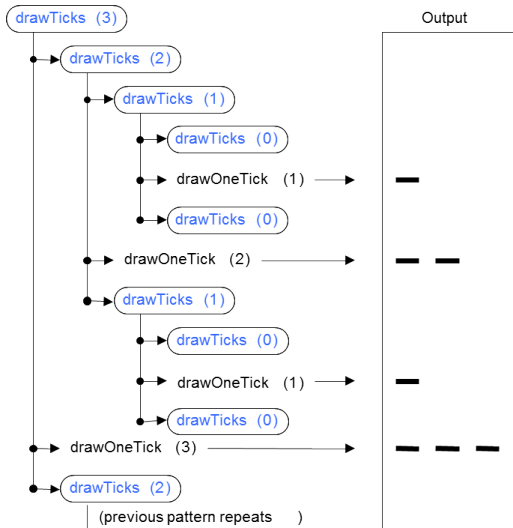 drawTicks (3)
Output
drawTicks (2)
drawTicks (1)
drawTicks (0)
drawOneTick (1)
drawTicks (0)
drawOneTick (2)
drawTicks (1)
drawTicks (0)
drawOneTick (1)
drawTicks (0)
drawOneTick (3)
drawTicks (2)
(previous pattern repeats )